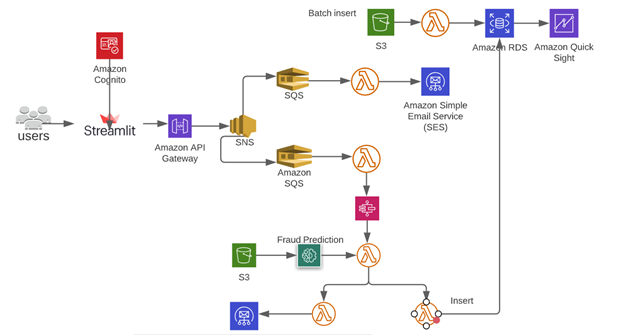 Batch insert
S3
Amazon RDS
Amazon Quick
Sight
Amazon
Cognito
SQS
Amazon Simple
Email Service
(SES)
users
Streamlit
Amazon API
Gateway
SNS
Amazon
SQS
Fraud Prediction
S3
Insert